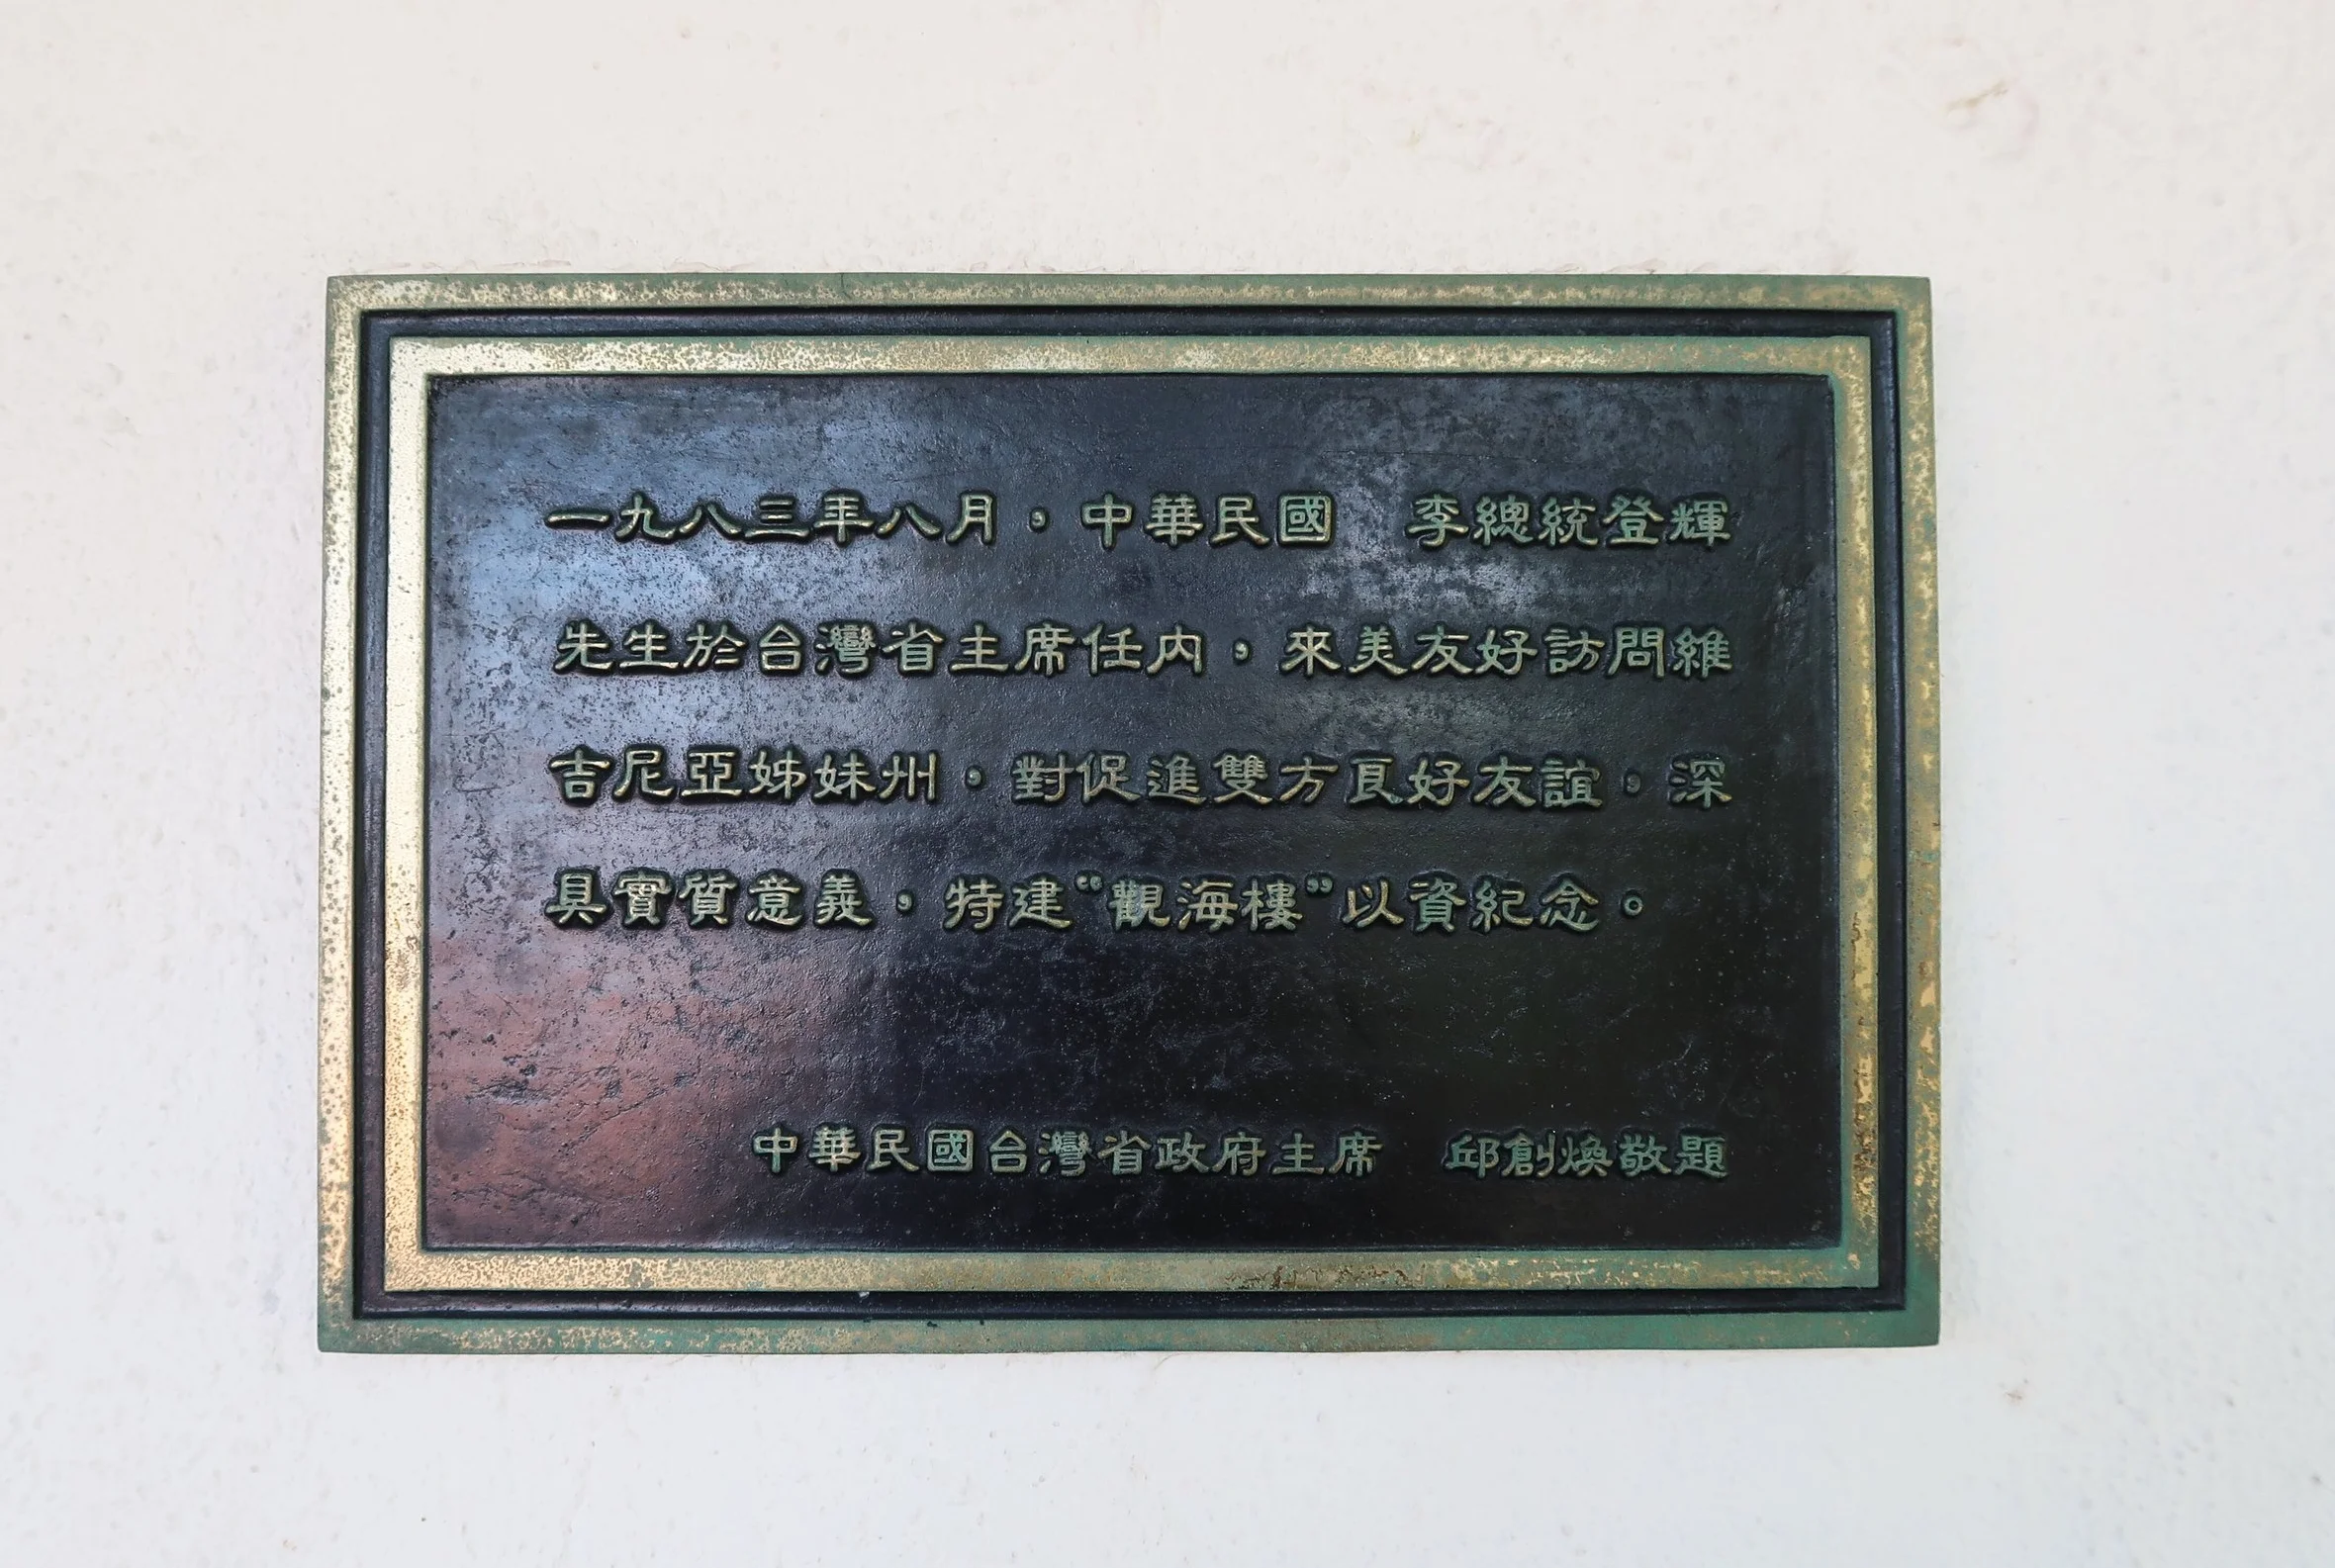 一九八三年八月，中華民國　李總統登輝
先生於台灣省主席任內，來美友好訪問維
吉尼亞姊妹州，對促進雙方良好友誼，深
具實質意義，特建“觀海樓”以資紀念。
中華民國台灣省政府主席　邱創煥敬題